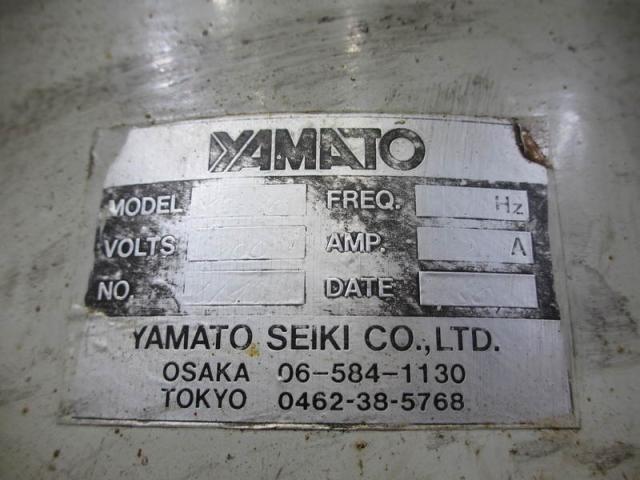 YAMATO
MODEL FREQ. Hz
VOLTS AMP. A
NO. DATE
YAMATO SEIKI CO.,LTD.
OSAKA 06-584-1130
TOKYO 0462-38-5768